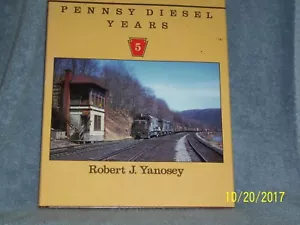 PENNSY DIESEL
YEARS
5
Robert J. Yanosey
10/20/2017